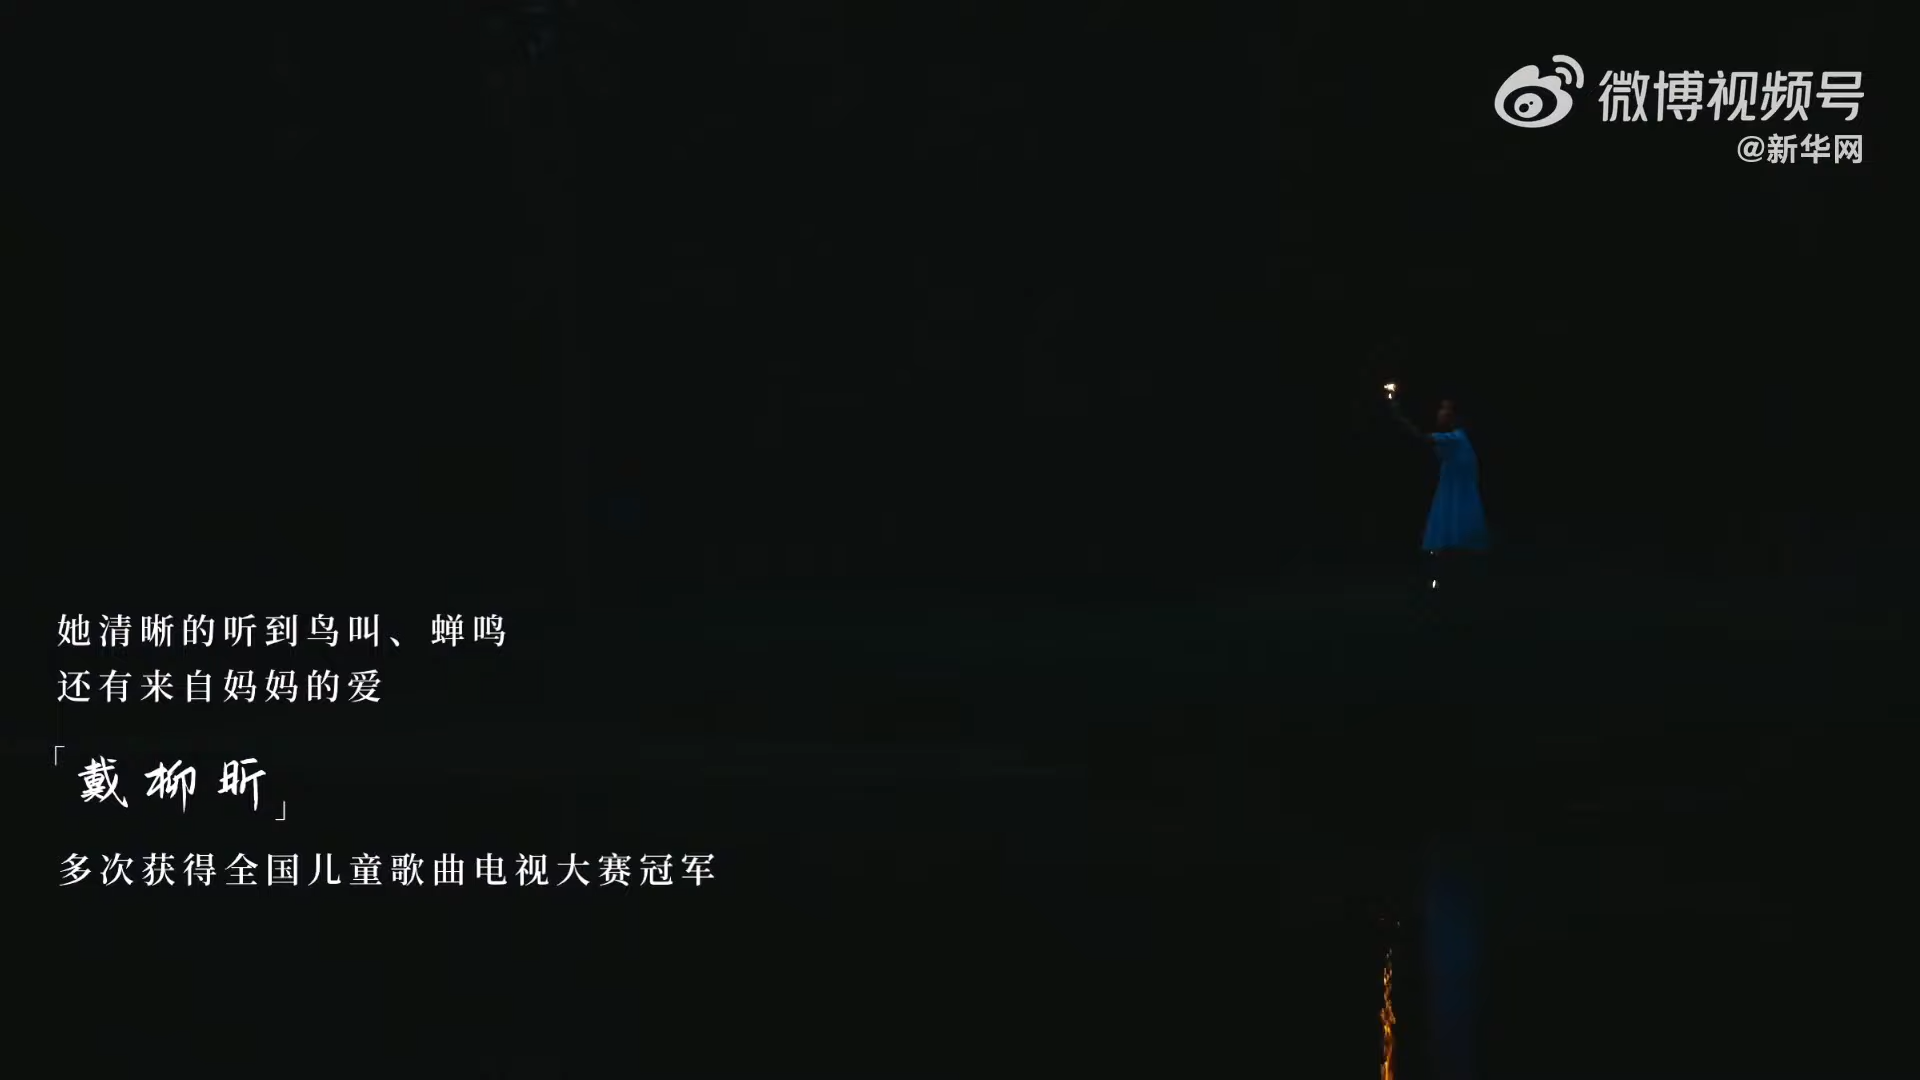 微博视频号
@新华网
她清晰的听到鸟叫、蝉鸣
还有来自妈妈的爱
「戴柳昕」
多次获得全国儿童歌曲电视大赛冠军